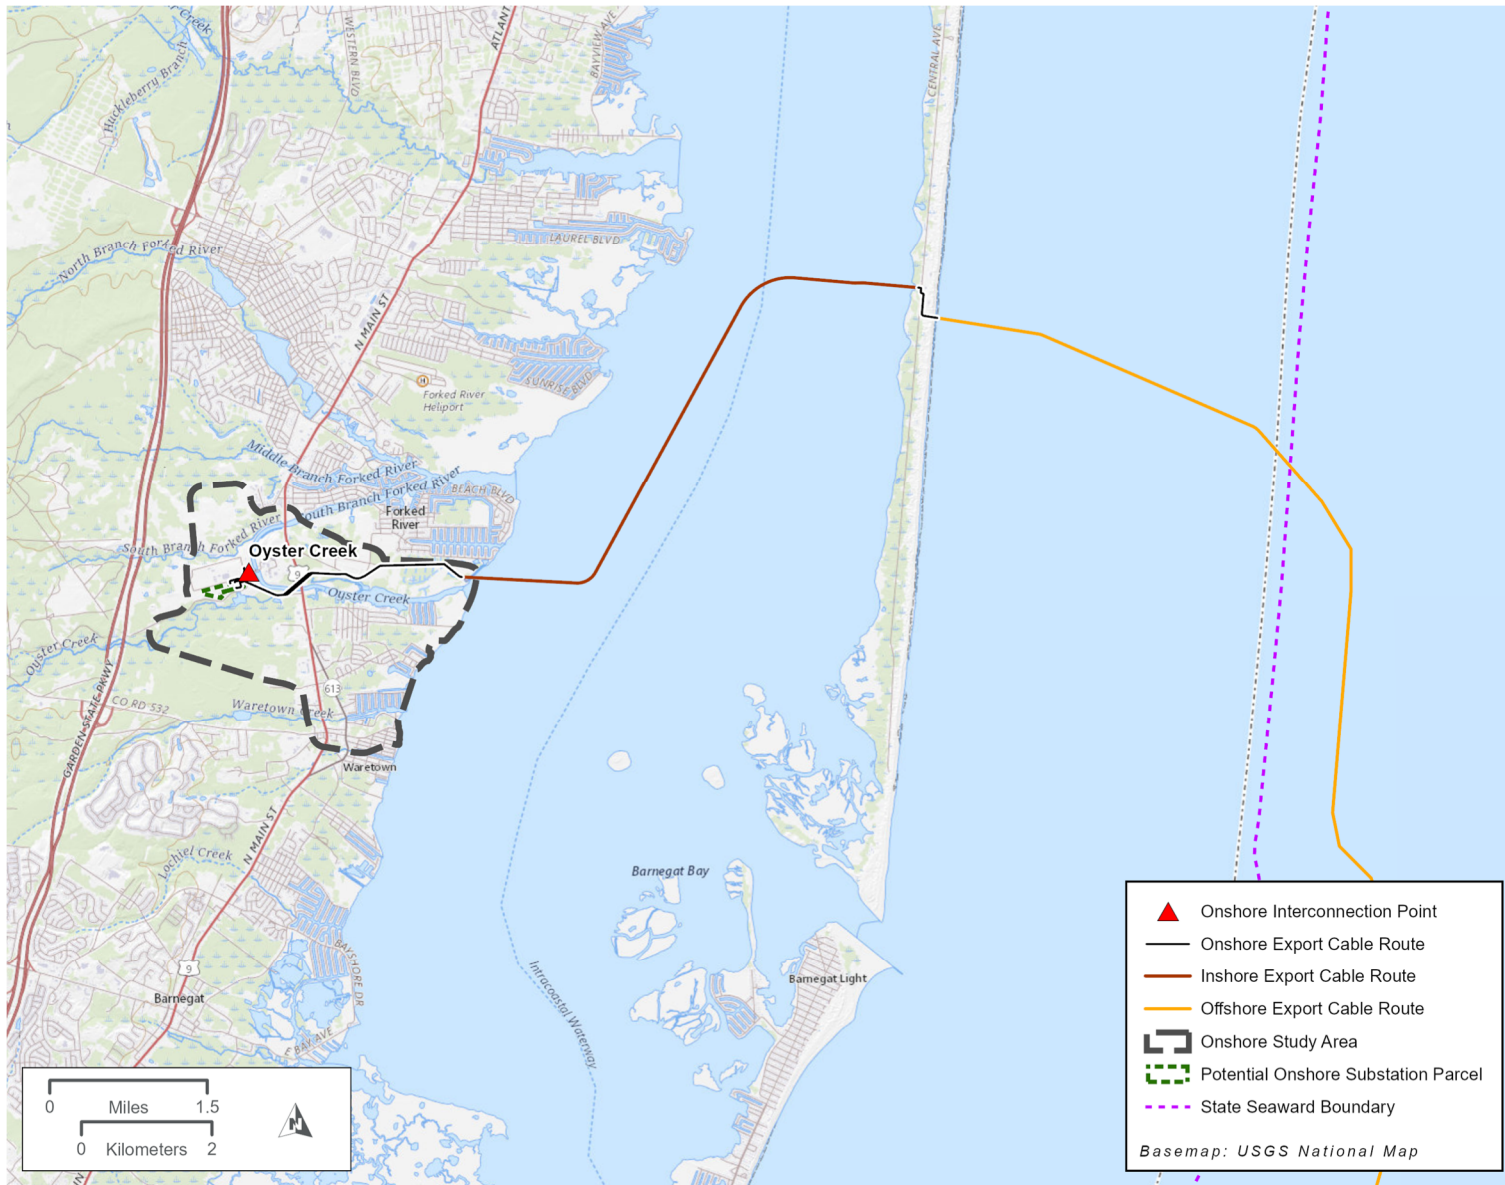 Creek
Huckleberry Branch
WESTERN BLVD
ATLANT
BAYVIEW AVE
CENTRAL AVE
LAUREL BLVD
North Branch Forked River
N MAIN ST
SUNRISE BLVD
H
Forked River
Heliport
Middle Branch Forked River
South Branch Forked River
BEACH BLVD
Forked
River
South Branch Forked River
Oyster Creek
9
Oyster Creek
Oyster Creek
GARDEN STATE PKWY
CO RD 532
613
Waretown Creek
Waretown
Lochiel Creek
N MAIN ST
Barnegat Bay
BAYSHORE DR
9
Barnegat
E BAY AVE
Intracoastal Waterway
Barnegat Light
0 Miles 1.5
0 Kilometers 2
N
Onshore Interconnection Point
Onshore Export Cable Route
Inshore Export Cable Route
Offshore Export Cable Route
Onshore Study Area
Potential Onshore Substation Parcel
State Seaward Boundary
Basemap: USGS National Map